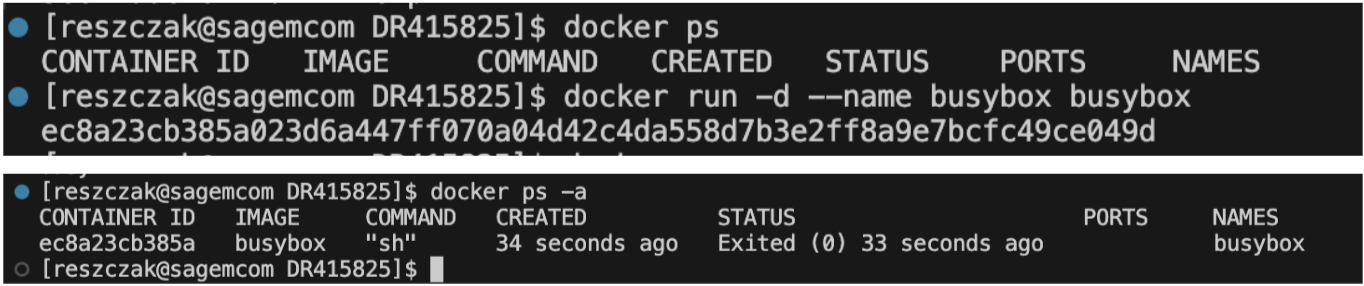 [reszczak@sagemcom DR415825]$ docker ps
CONTAINER ID IMAGE COMMAND CREATED STATUS PORTS NAMES
[reszczak@sagemcom DR415825]$ docker run -d --name busybox busybox
ec8a23cb385a023d6a447ff070a04d42c4da558d7b3e2ff8a9e7bcfc49ce049d
[reszczak@sagemcom DR415825]$ docker ps -a
CONTAINER ID IMAGE COMMAND CREATED STATUS PORTS NAMES
ec8a23cb385a busybox "sh" 34 seconds ago Exited (0) 33 seconds ago busybox
[reszczak@sagemcom DR415825]$